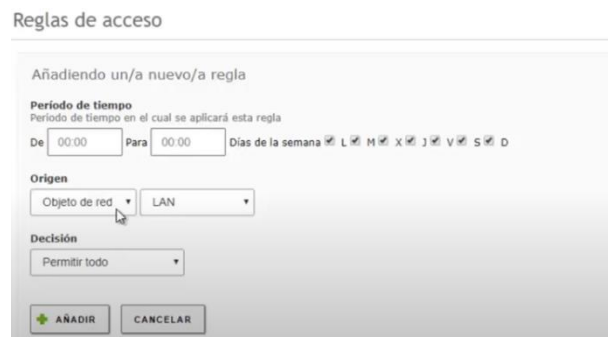 Reglas de acceso
Añadiendo un/a nuevo/a regla
Período de tiempo
Período de tiempo en el cual se aplicará esta regla
De 00:00 Para 00:00 Días de la semana L M X J V S D
Origen
Objeto de red LAN
Decisión
Permitir todo
AÑADIR CANCELAR